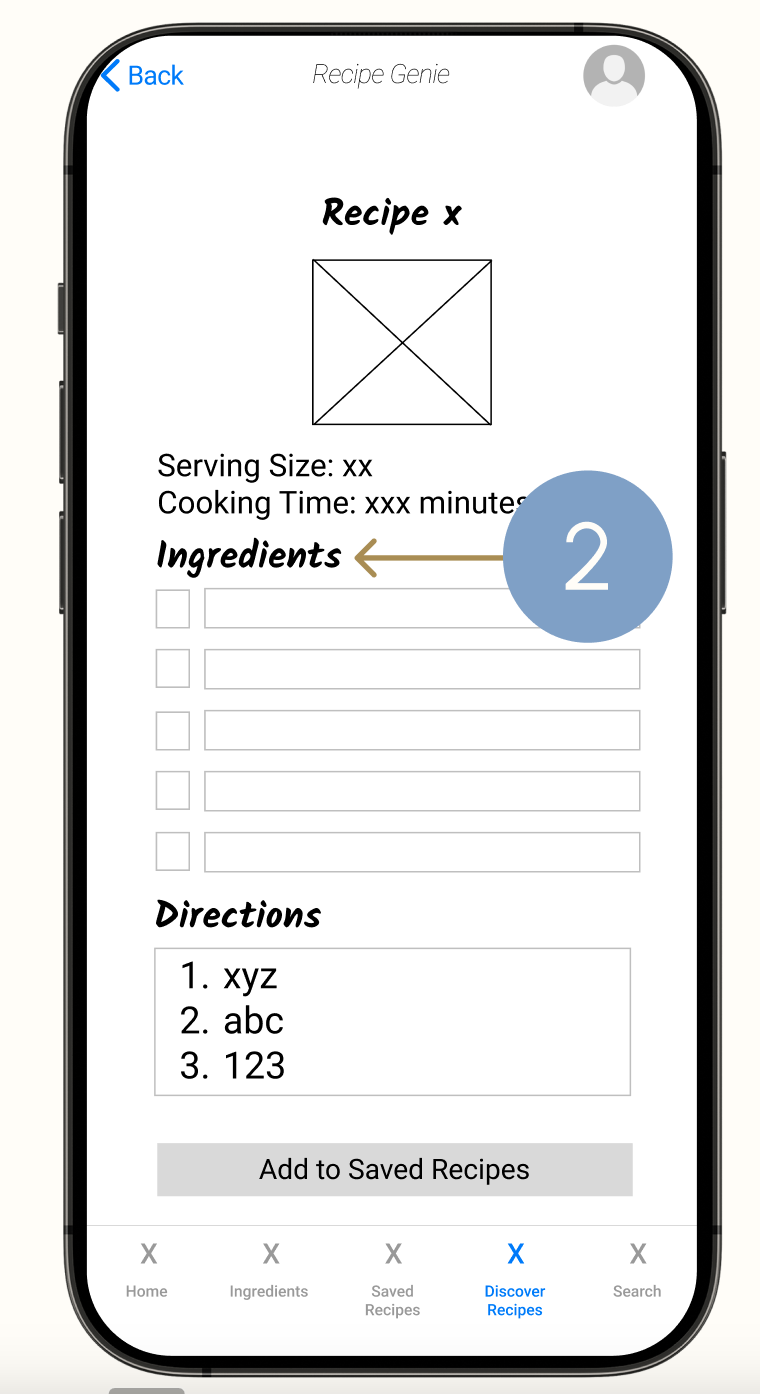 Back
Recipe Genie
Recipe x
Serving Size: xx
Cooking Time: xxx minutes
Ingredients
2
Directions
1. xyz
2. abc
3. 123
Add to Saved Recipes
X X X X X
Home Ingredients Saved Recipes Discover Recipes Search